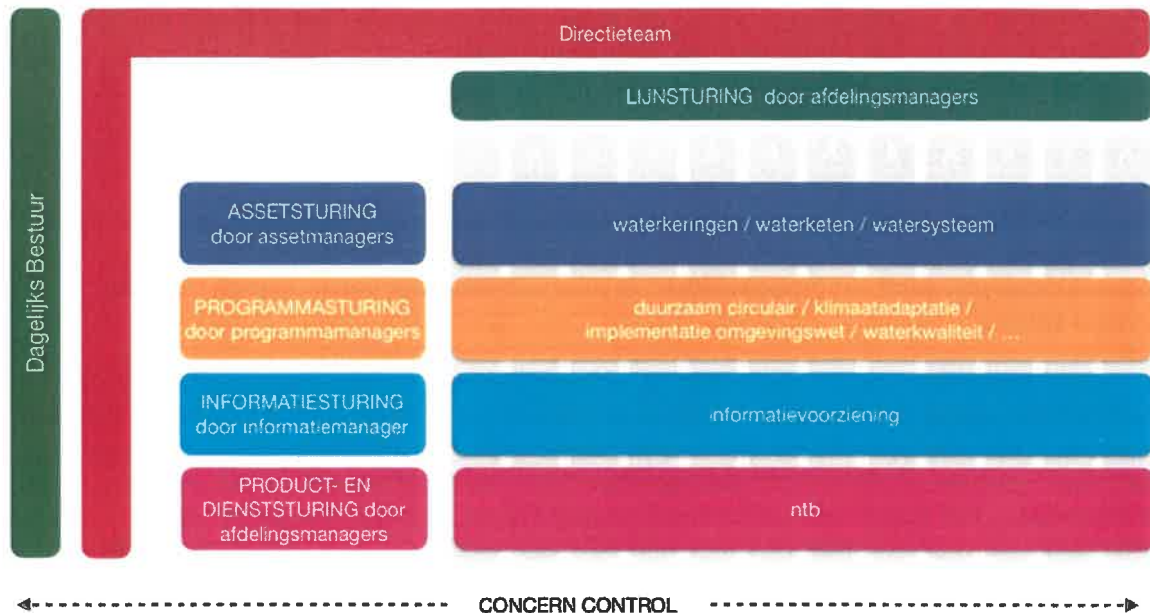 Directieteam
LIJNSTURING door afdelingsmanagers
Dagelijks Bestuur
ASSETSTURING
door assetmanagers
waterkeringen / waterketen / watersysteem
PROGRAMMASTURING
door programmamanagers
duurzaam circulair / klimaatadaptatie /
implementatie omgevingswet / waterkwaliteit / ...
INFORMATIESTURING
door informatiemanager
informatievoorziening
PRODUCT- EN
DIENSTSTURING door
afdelingsmanagers
ntb
CONCERN CONTROL